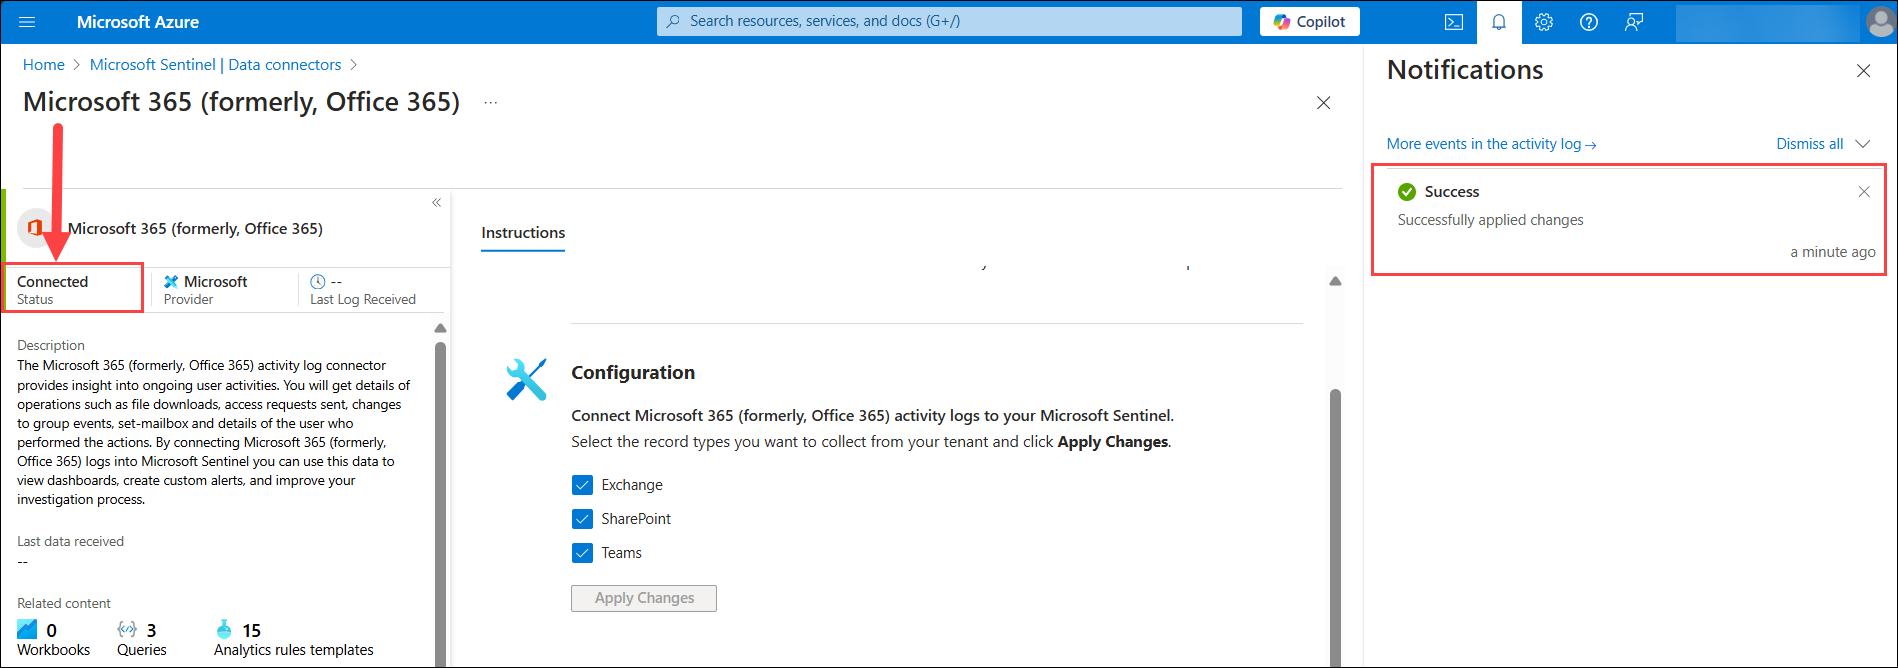 Microsoft Azure
Search resources, services, and docs (G+/)
Copilot
Home > Microsoft Sentinel | Data connectors >
Microsoft 365 (formerly, Office 365) ...
Microsoft 365 (formerly, Office 365)
Connected
Status
Microsoft
Provider
--
Last Log Received
Description
The Microsoft 365 (formerly, Office 365) activity log connector
provides insight into ongoing user activities. You will get details of
operations such as file downloads, access requests sent, changes
to group events, set-mailbox and details of the user who
performed the actions. By connecting Microsoft 365 (formerly,
Office 365) logs into Microsoft Sentinel you can use this data to
view dashboards, create custom alerts, and improve your
investigation process.
Last data received
--
Related content
0
Workbooks
3
Queries
15
Analytics rules templates
Instructions
Configuration
Connect Microsoft 365 (formerly, Office 365) activity logs to your Microsoft Sentinel.
Select the record types you want to collect from your tenant and click Apply Changes.
Exchange
SharePoint
Teams
Apply Changes
Notifications
More events in the activity log →
Dismiss all
Success
Successfully applied changes
a minute ago